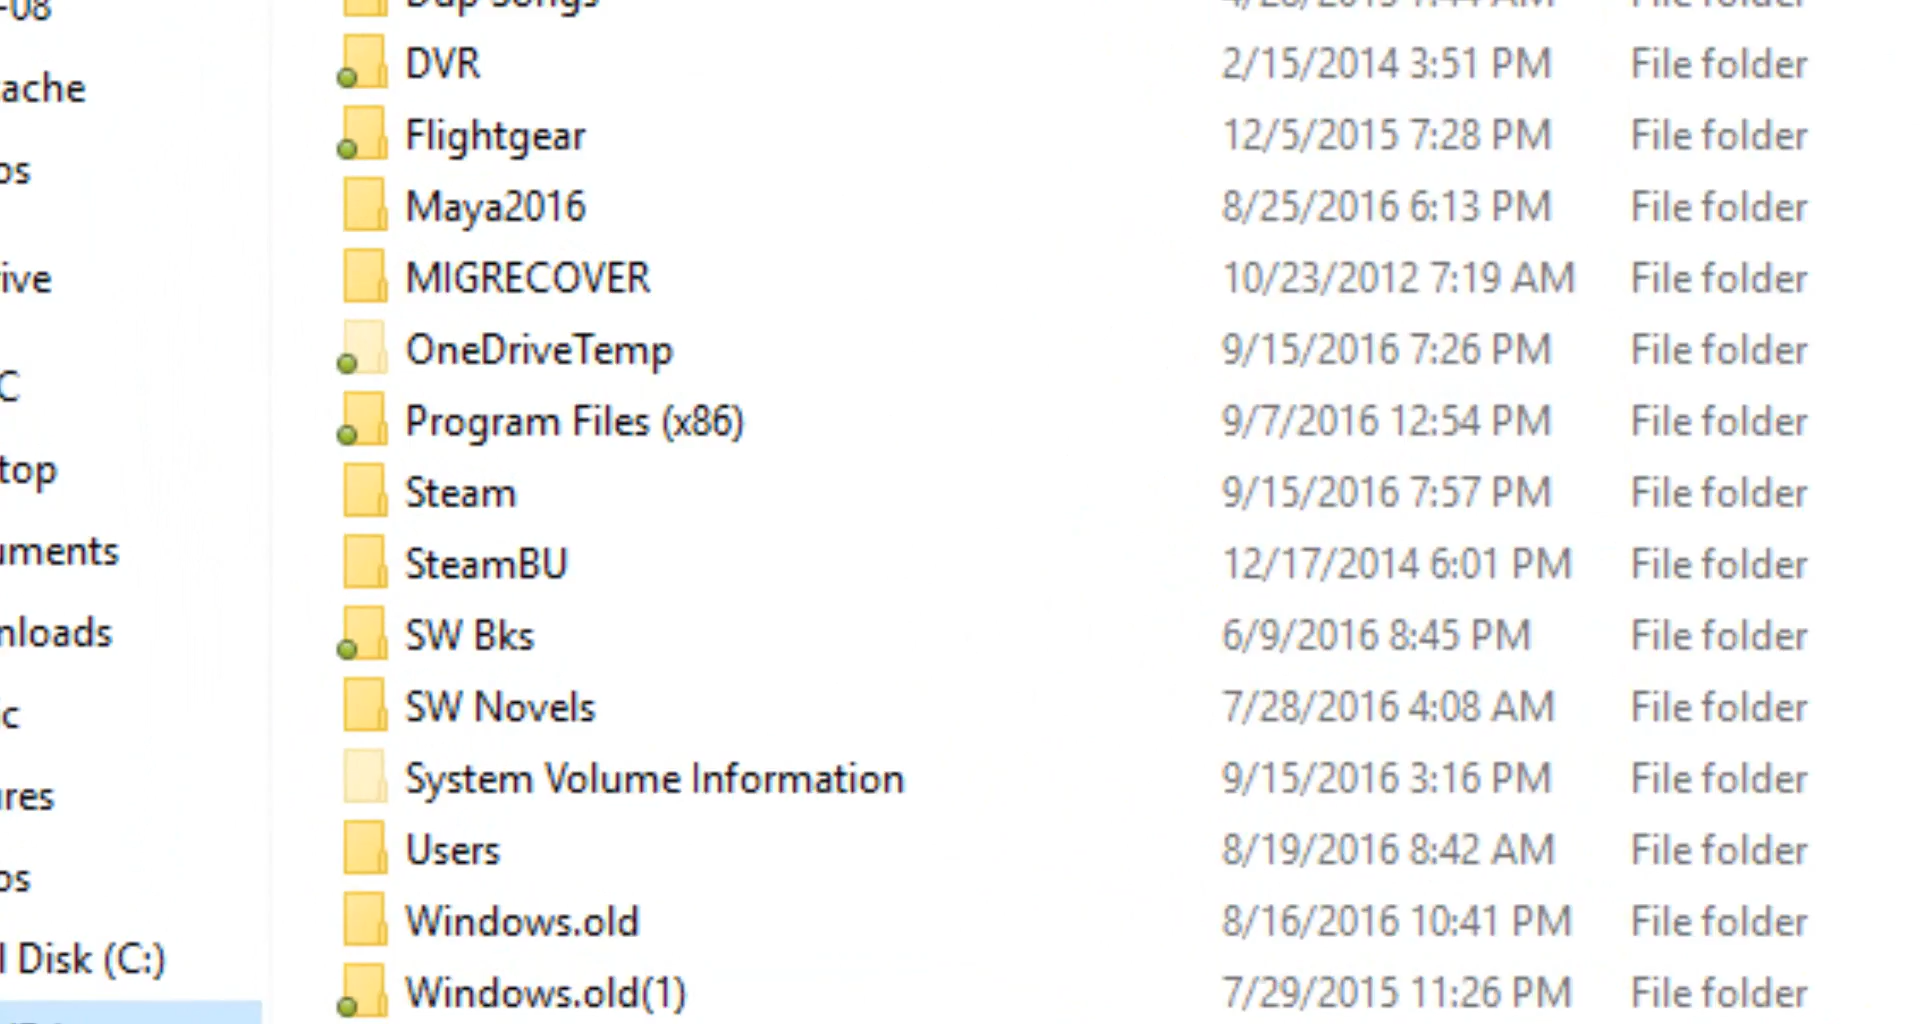 -08
Dup Songs
DVR 2/15/2014 3:51 PM File folder
ache
Flightgear 12/5/2015 7:28 PM File folder
os
Maya2016 8/25/2016 6:13 PM File folder
ive
MIGRECOVER 10/23/2012 7:19 AM File folder
OneDriveTemp 9/15/2016 7:26 PM File folder
C
Program Files (x86) 9/7/2016 12:54 PM File folder
top
Steam 9/15/2016 7:57 PM File folder
uments
SteamBU 12/17/2014 6:01 PM File folder
nloads
SW Bks 6/9/2016 8:45 PM File folder
ic
SW Novels 7/28/2016 4:08 AM File folder
ires
System Volume Information 9/15/2016 3:16 PM File folder
Users 8/19/2016 8:42 AM File folder
os
Windows.old 8/16/2016 10:41 PM File folder
l Disk (C:)
Windows.old(1) 7/29/2015 11:26 PM File folder